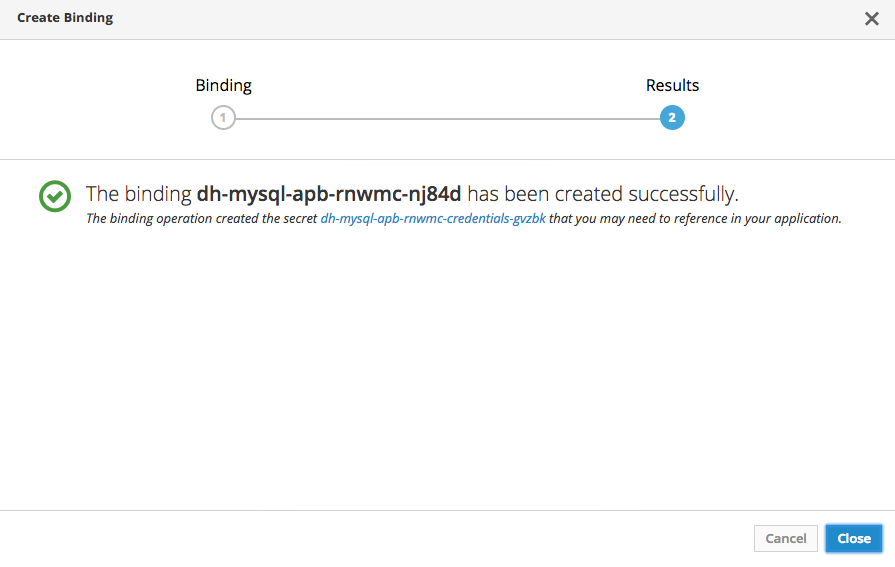 Create Binding
Binding
Results
1
2
The binding dh-mysql-apb-rnwmc-nj84d has been created successfully.
The binding operation created the secret dh-mysql-apb-rnwmc-credentials-gvzbk that you may need to reference in your application.
Cancel
Close